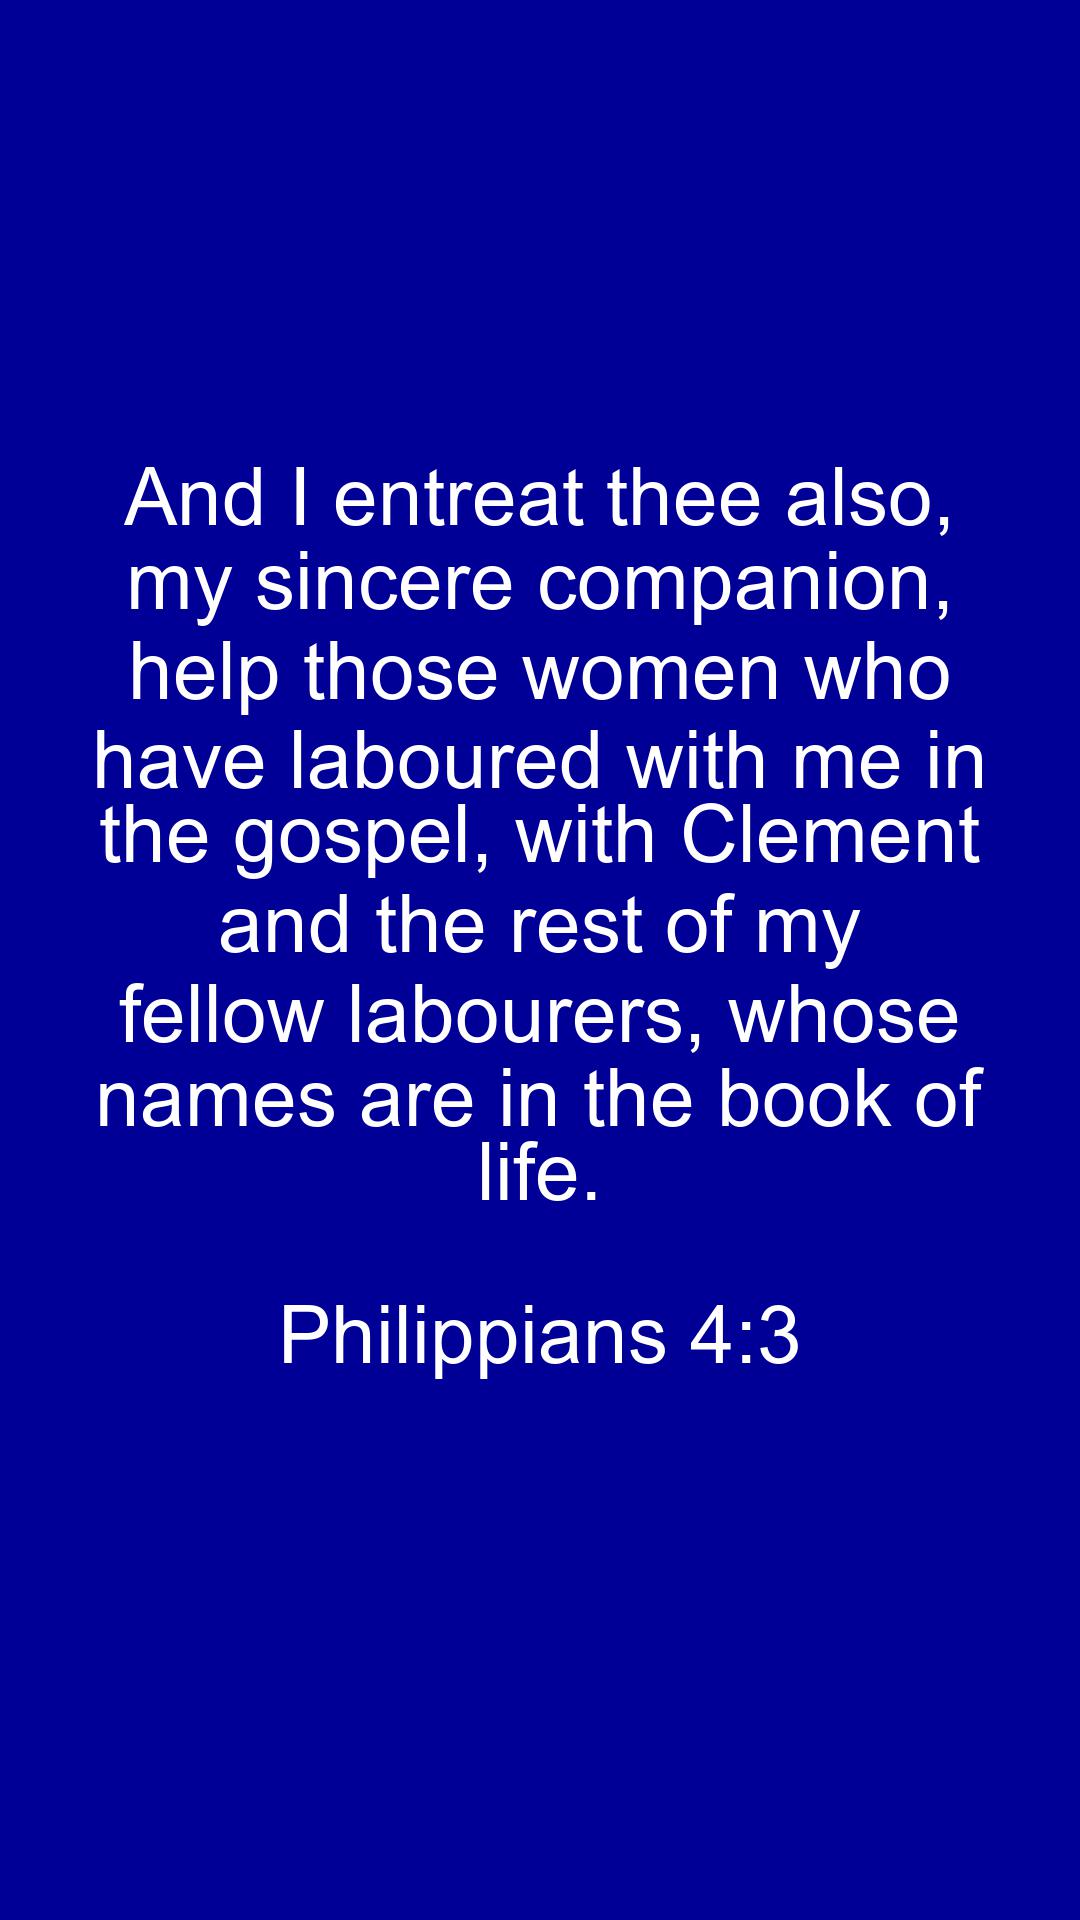 And I entreat thee also,
my sincere companion,
help those women who
have laboured with me in
the gospel, with Clement
and the rest of my
fellow labourers, whose
names are in the book of
life.
Philippians 4:3